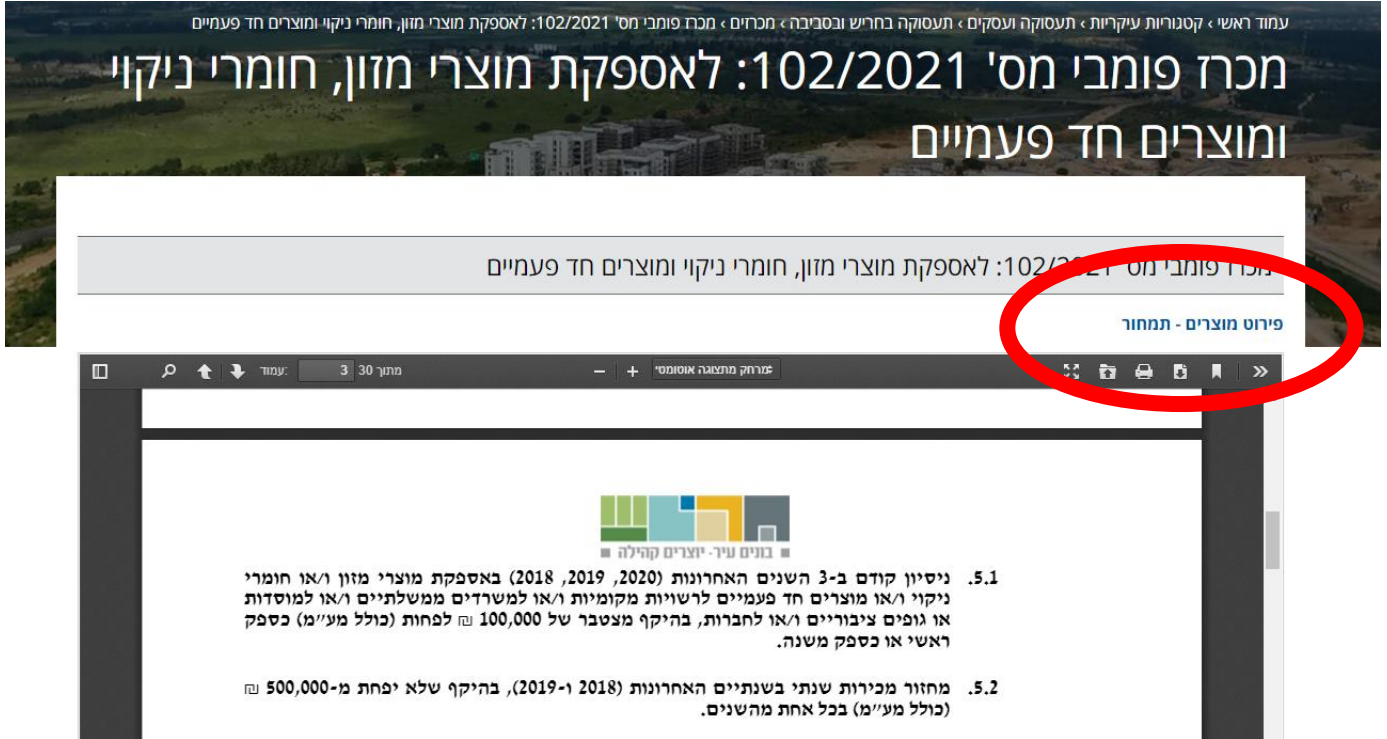 עמוד ראשי › קטגוריות עיקריות › תעסוקה ועסקים › תעסוקה בחריש ובסביבה › מכרזים › מכרז פומבי מס' 102/2021: לאספקת מוצרי מזון, חומרי ניקוי ומוצרים חד פעמיים
מכרז פומבי מס' 102/2021: לאספקת מוצרי מזון, חומרי ניקוי
ומוצרים חד פעמיים
מכרז פומבי מס' 102/2021: לאספקת מוצרי מזון, חומרי ניקוי ומוצרים חד פעמיים
פירוט מוצרים - תמחור
עמוד: 3 מתוך 30 מרחק מתצוגה אוטומטי
בונים עיר- יוצרים קהילה
5.1. ניסיון קודם ב-3 השנים האחרונות (2020, 2019, 2018) באספקת מוצרי מזון ו/או חומרי
ניקוי ו/או מוצרים חד פעמיים לרשויות מקומיות ו/או למשרדים ממשלתיים ו/או למוסדות
או גופים ציבוריים ו/או לחברות, בהיקף מצטבר של 100,000 ₪ לפחות (כולל מע״מ) כספק
ראשי או כספק משנה.
5.2. מחזור מכירות שנתי בשנתיים האחרונות (2018 ו-2019), בהיקף שלא יפחת מ-500,000 ₪
(כולל מע״מ) בכל אחת מהשנים.